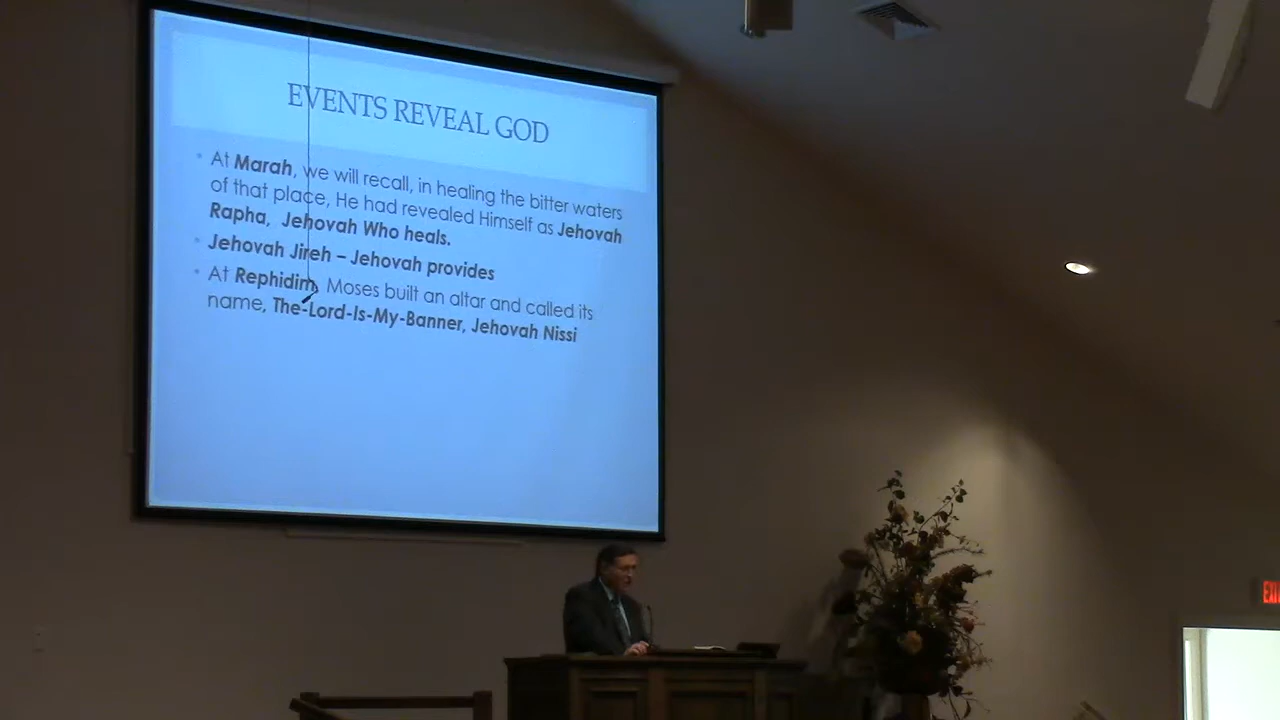 EVENTS REVEAL GOD
• At Marah, we will recall, in healing the bitter waters
of that place, He had revealed Himself as Jehovah
Rapha, Jehovah Who heals.
• Jehovah Jireh – Jehovah provides
• At Rephidim, Moses built an altar and called its
name, The-Lord-Is-My-Banner, Jehovah Nissi